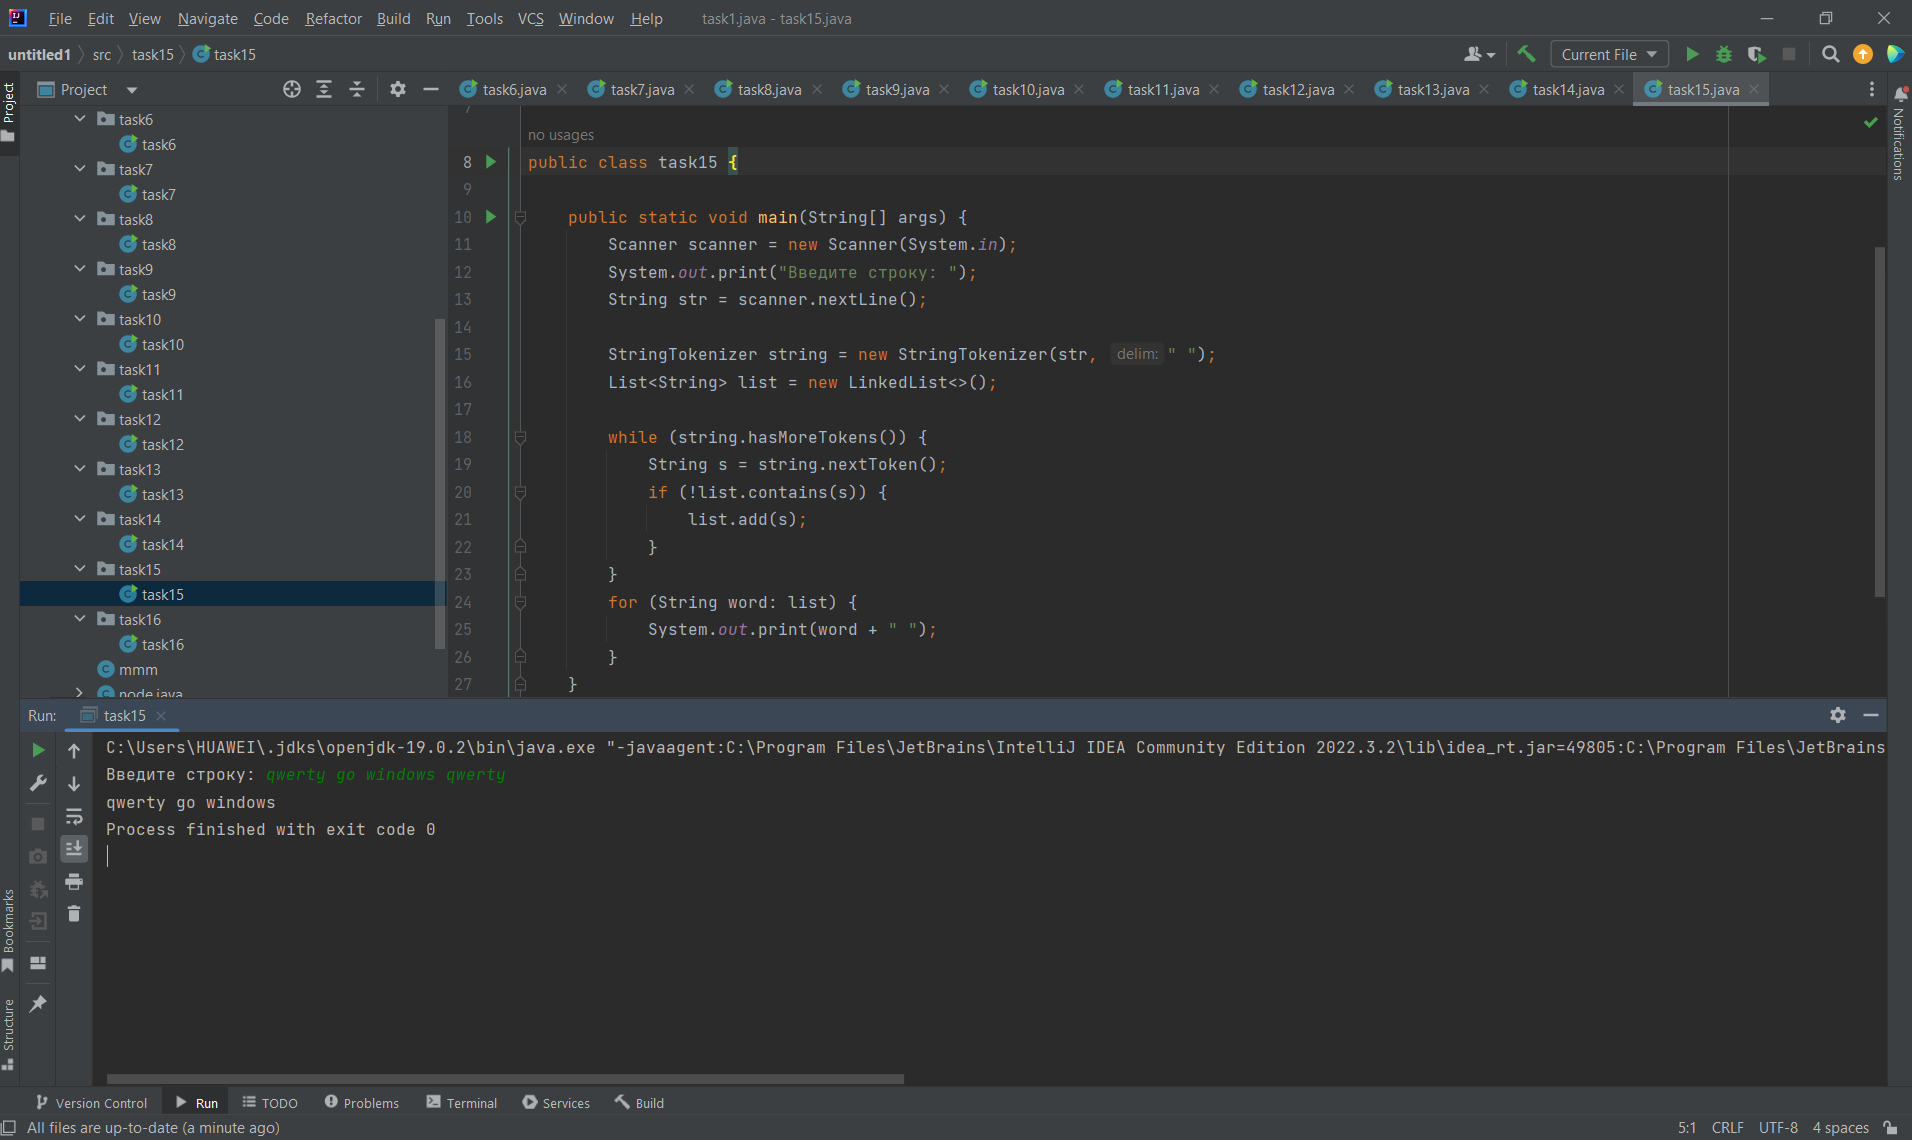 File Edit View Navigate Code Refactor Build Run Tools VCS Window Help task1.java - task15.java
untitled1 src task15 task15 Current File
Project
task6.java task7.java task8.java task9.java task10.java task11.java task12.java task13.java task14.java task15.java
Project
task6
task6
task7
task7
task8
task8
task9
task9
task10
task10
task11
task11
task12
task12
task13
task13
task14
task14
task15
task15
task16
task16
mmm
node.java
7
no usages
8 public class task15 {
9
10 public static void main(String[] args) {
11 Scanner scanner = new Scanner(System.in);
12 System.out.print("Введите строку: ");
13 String str = scanner.nextLine();
14
15 StringTokenizer string = new StringTokenizer(str, delim: " ");
16 List<String> list = new LinkedList<>();
17
18 while (string.hasMoreTokens()) {
19 String s = string.nextToken();
20 if (!list.contains(s)) {
21 list.add(s);
22 }
23 }
24 for (String word: list) {
25 System.out.print(word + " ");
26 }
27 }
Notifications
Run: task15
C:\Users\HUAWEI\.jdks\openjdk-19.0.2\bin\java.exe "-javaagent:C:\Program Files\JetBrains\IntelliJ IDEA Community Edition 2022.3.2\lib\idea_rt.jar=49805:C:\Program Files\JetBrains
Введите строку: qwerty go windows qwerty
qwerty go windows
Process finished with exit code 0
Bookmarks
Structure
Version Control Run TODO Problems Terminal Services Build
All files are up-to-date (a minute ago) 5:1 CRLF UTF-8 4 spaces